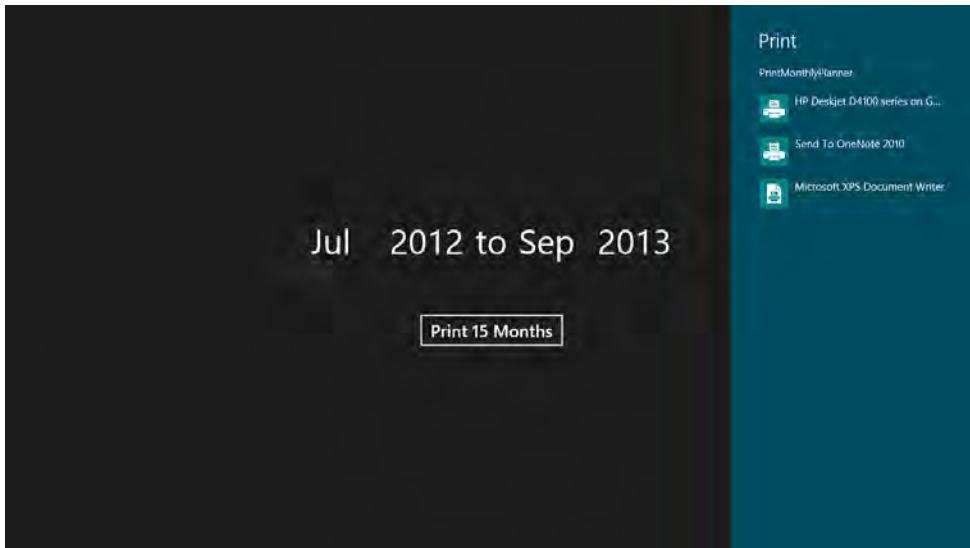 Jul 2012 to Sep 2013
Print 15 Months
Print
PrintMonthlyPlanner
HP Deskjet D4100 series on G...
Send To OneNote 2010
Microsoft XPS Document Writer